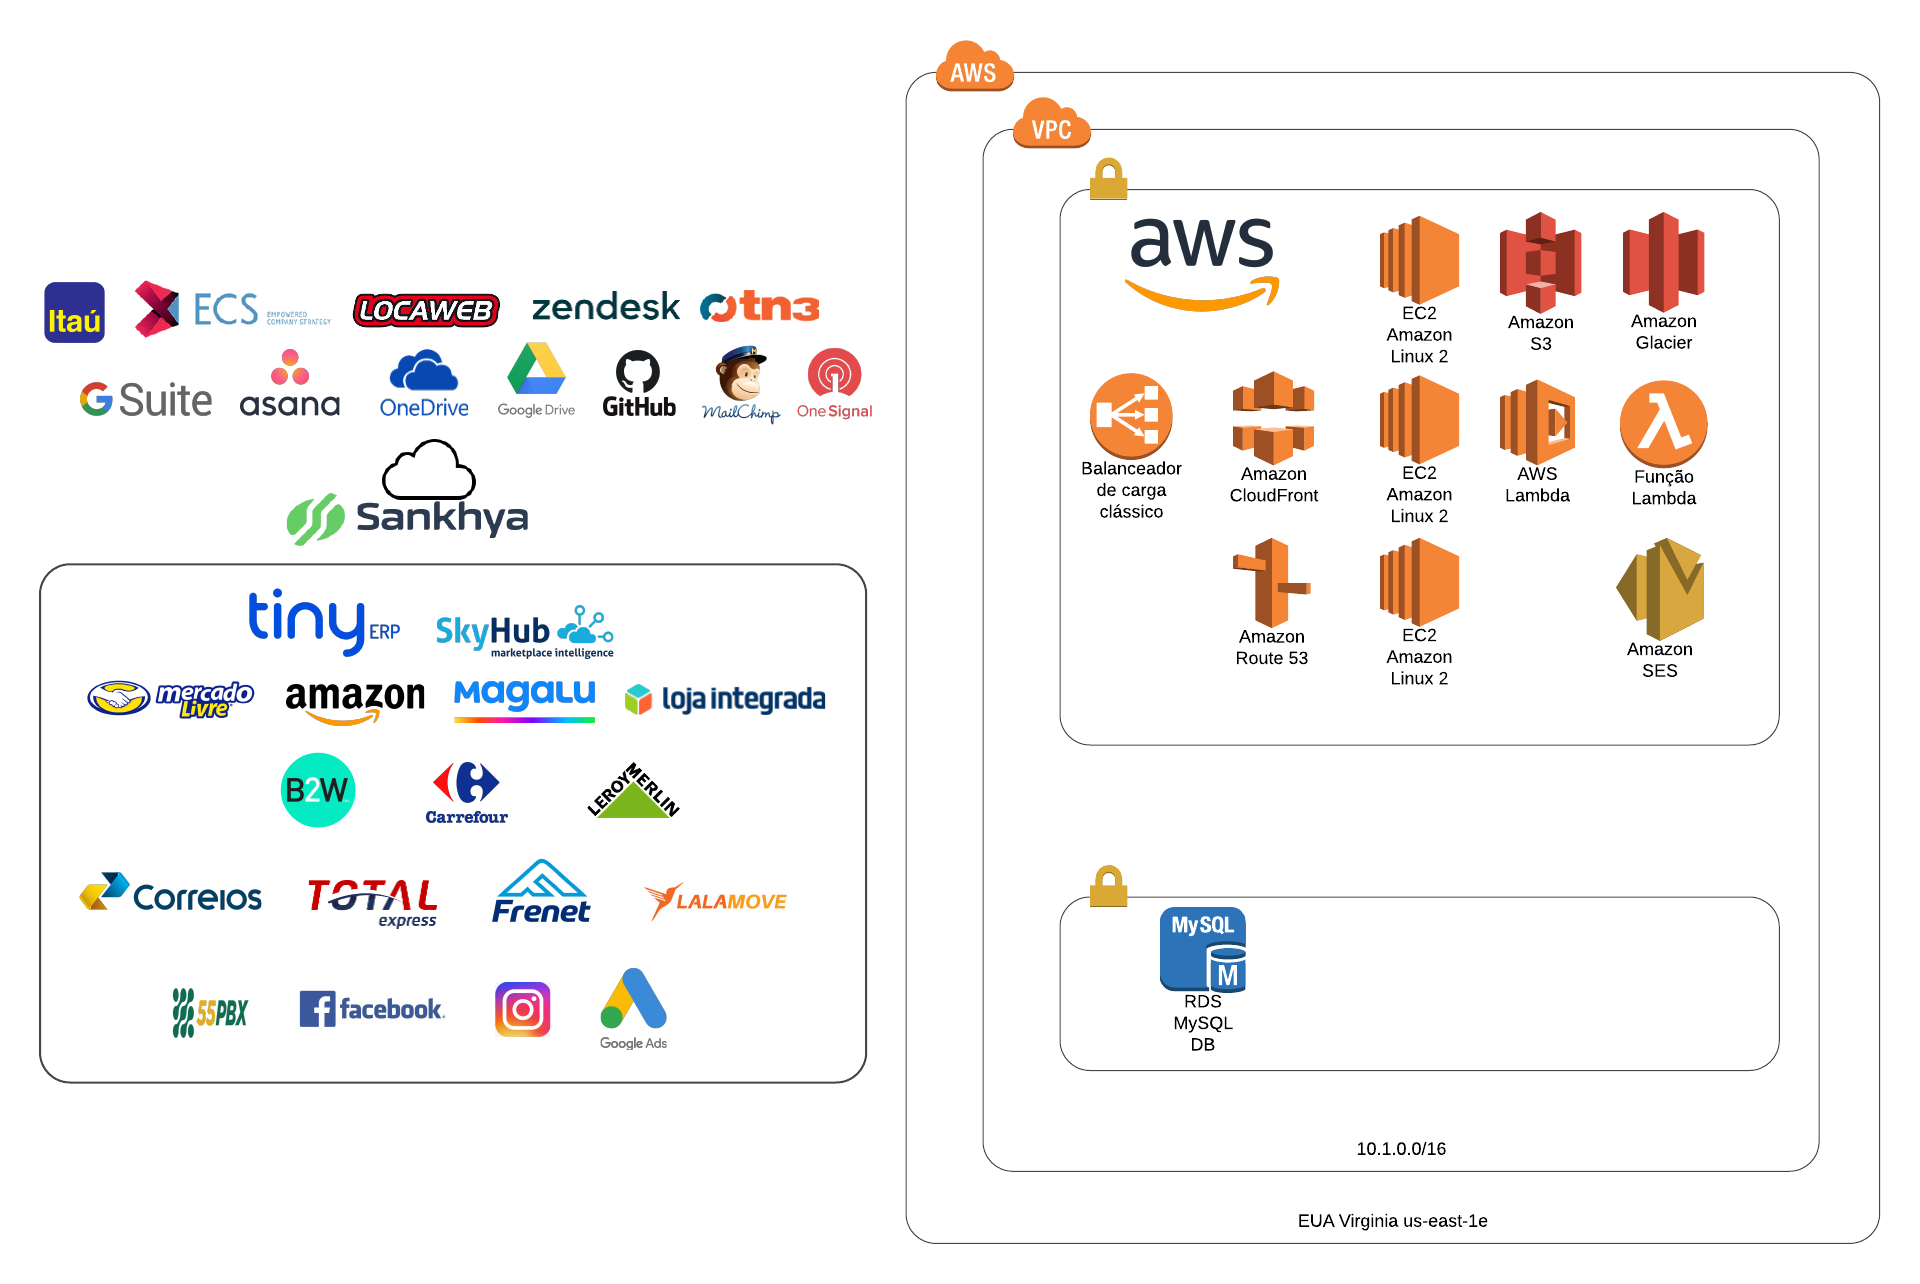 AWS
VPC
aws
EC2
Amazon
Linux 2
Amazon
S3
Amazon
Glacier
Balanceador
de carga
clássico
Amazon
CloudFront
EC2
Amazon
Linux 2
AWS
Lambda
Função
Lambda
Amazon
Route 53
EC2
Amazon
Linux 2
Amazon
SES
MySQL
M
RDS
MySQL
DB
10.1.0.0/16
EUA Virginia us-east-1e
Itaú
ECS EMPOWERED
COMPANY STRATEGY
LOCAWEB
zendesk
tn3
G Suite
asana
OneDrive
Google Drive
GitHub
MailChimp
OneSignal
Sankhya
tiny ERP
SkyHub
marketplace intelligence
mercado
Livre
amazon
MAGALU
loja integrada
B2W
Carrefour
LEROY MERLIN
Correios
TOTAL
express
Frenet
LALAMOVE
55PBX
facebook
Google Ads